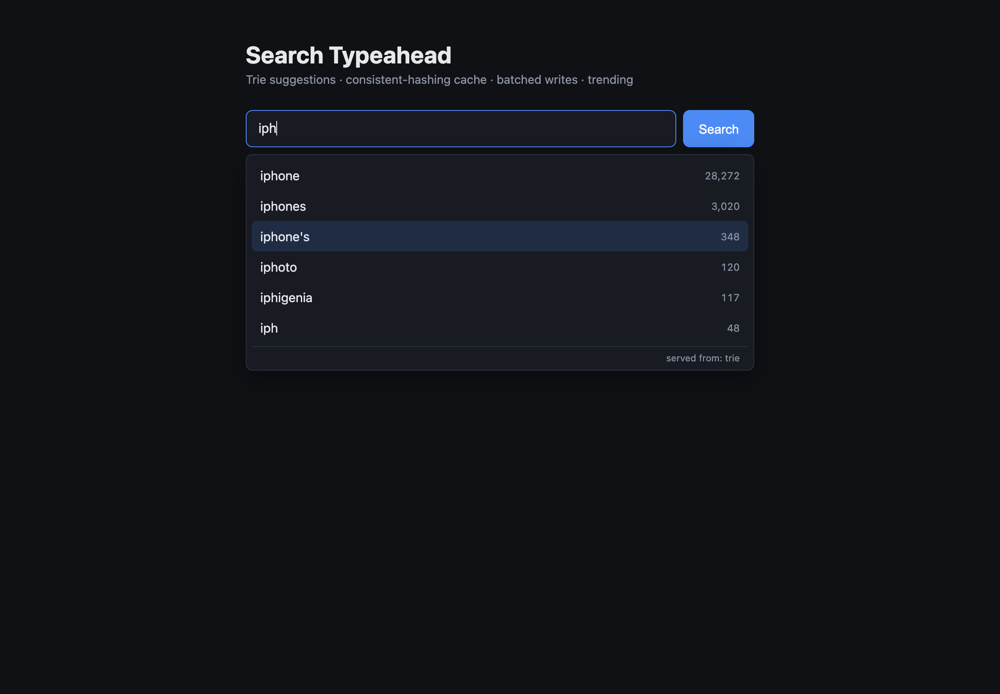 Search Typeahead
Trie suggestions · consistent-hashing cache · batched writes · trending
iph Search
iphone 28,272
iphones 3,020
iphone's 348
iphoto 120
iphigenia 117
iph 48
served from: trie